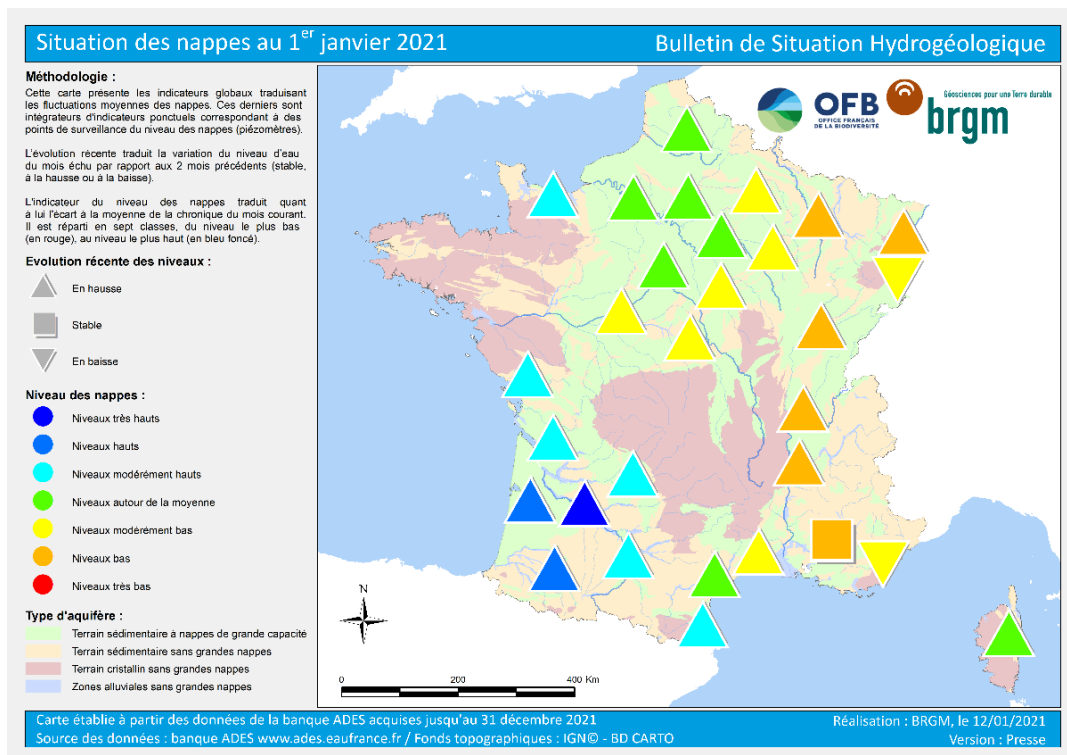 Situation des nappes au 1er janvier 2021
Bulletin de Situation Hydrogéologique
Méthodologie :
Cette carte présente les indicateurs globaux traduisant
les fluctuations moyennes des nappes. Ces derniers sont
intégrateurs d'indicateurs ponctuels correspondant à des
points de surveillance du niveau des nappes (piézomètres).
L'évolution récente traduit la variation du niveau d'eau
du mois échu par rapport aux 2 mois précédents (stable,
à la hausse ou à la baisse).
L'indicateur du niveau des nappes traduit quant
à lui l'écart à la moyenne de la chronique du mois courant.
Il est réparti en sept classes, du niveau le plus bas
(en rouge), au niveau le plus haut (en bleu foncé).
Evolution récente des niveaux :
En hausse
Stable
En baisse
Niveau des nappes :
Niveaux très hauts
Niveaux hauts
Niveaux modérément hauts
Niveaux autour de la moyenne
Niveaux modérément bas
Niveaux bas
Niveaux très bas
Type d'aquifère :
Terrain sédimentaire à nappes de grande capacité
Terrain sédimentaire sans grandes nappes
Terrain cristallin sans grandes nappes
Zones alluviales sans grandes nappes
OFB
OFFICE FRANÇAIS
DE LA BIODIVERSITÉ
Géosciences pour une Terre durable
brgm
N
0 200 400 Km
Carte établie à partir des données de la banque ADES acquises jusqu'au 31 décembre 2021
Source des données : banque ADES www.ades.eaufrance.fr / Fonds topographiques : IGN© - BD CARTO
Réalisation : BRGM, le 12/01/2021
Version : Presse